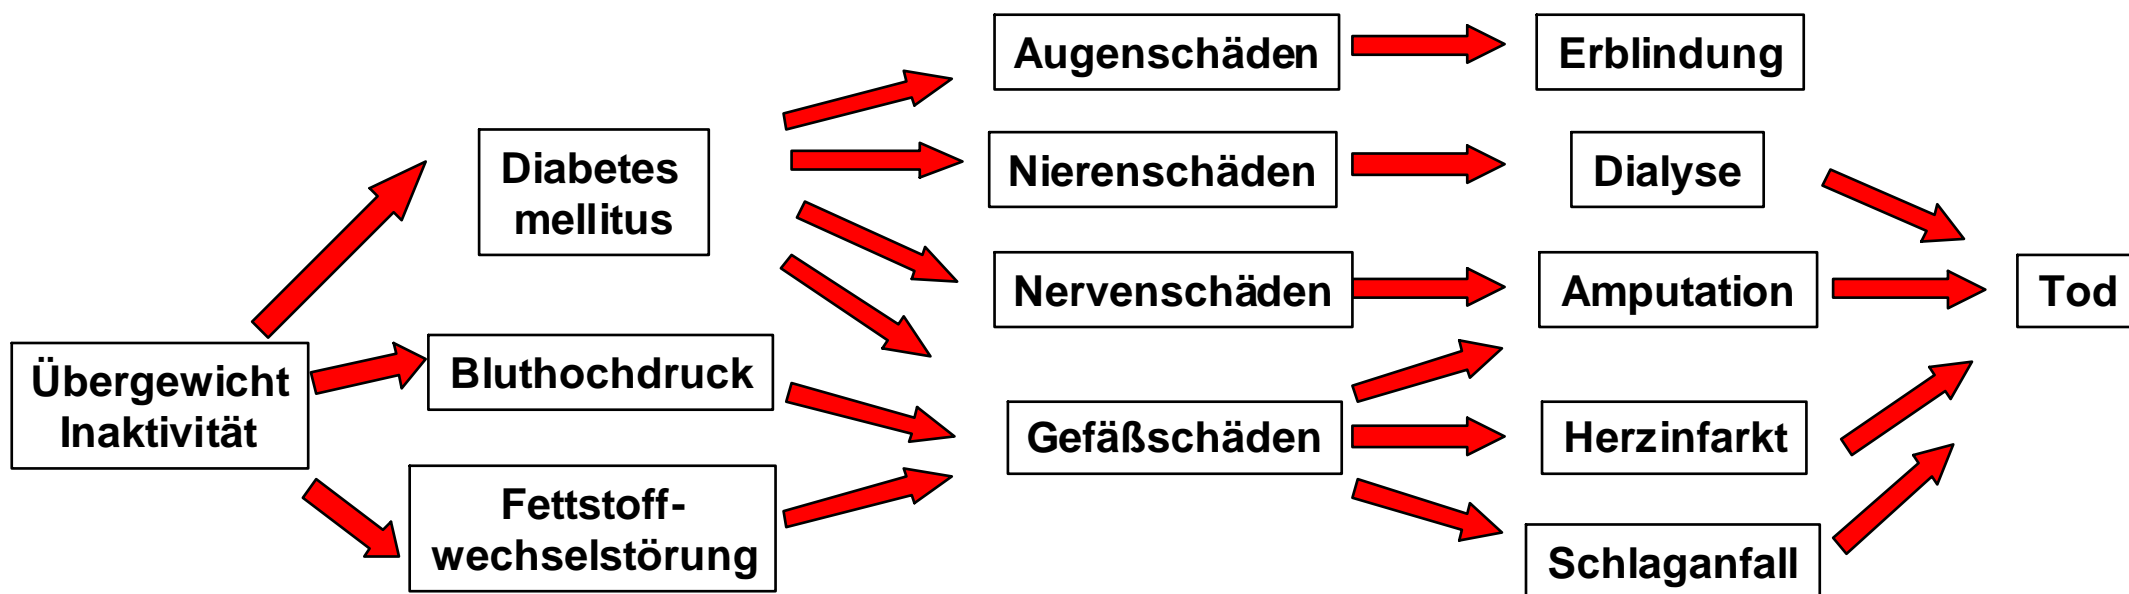 Übergewicht
Inaktivität
Diabetes
mellitus
Bluthochdruck
Fettstoff-
wechselstörung
Augenschäden
Nierenschäden
Nervenschäden
Gefäßschäden
Erblindung
Dialyse
Amputation
Herzinfarkt
Schlaganfall
Tod